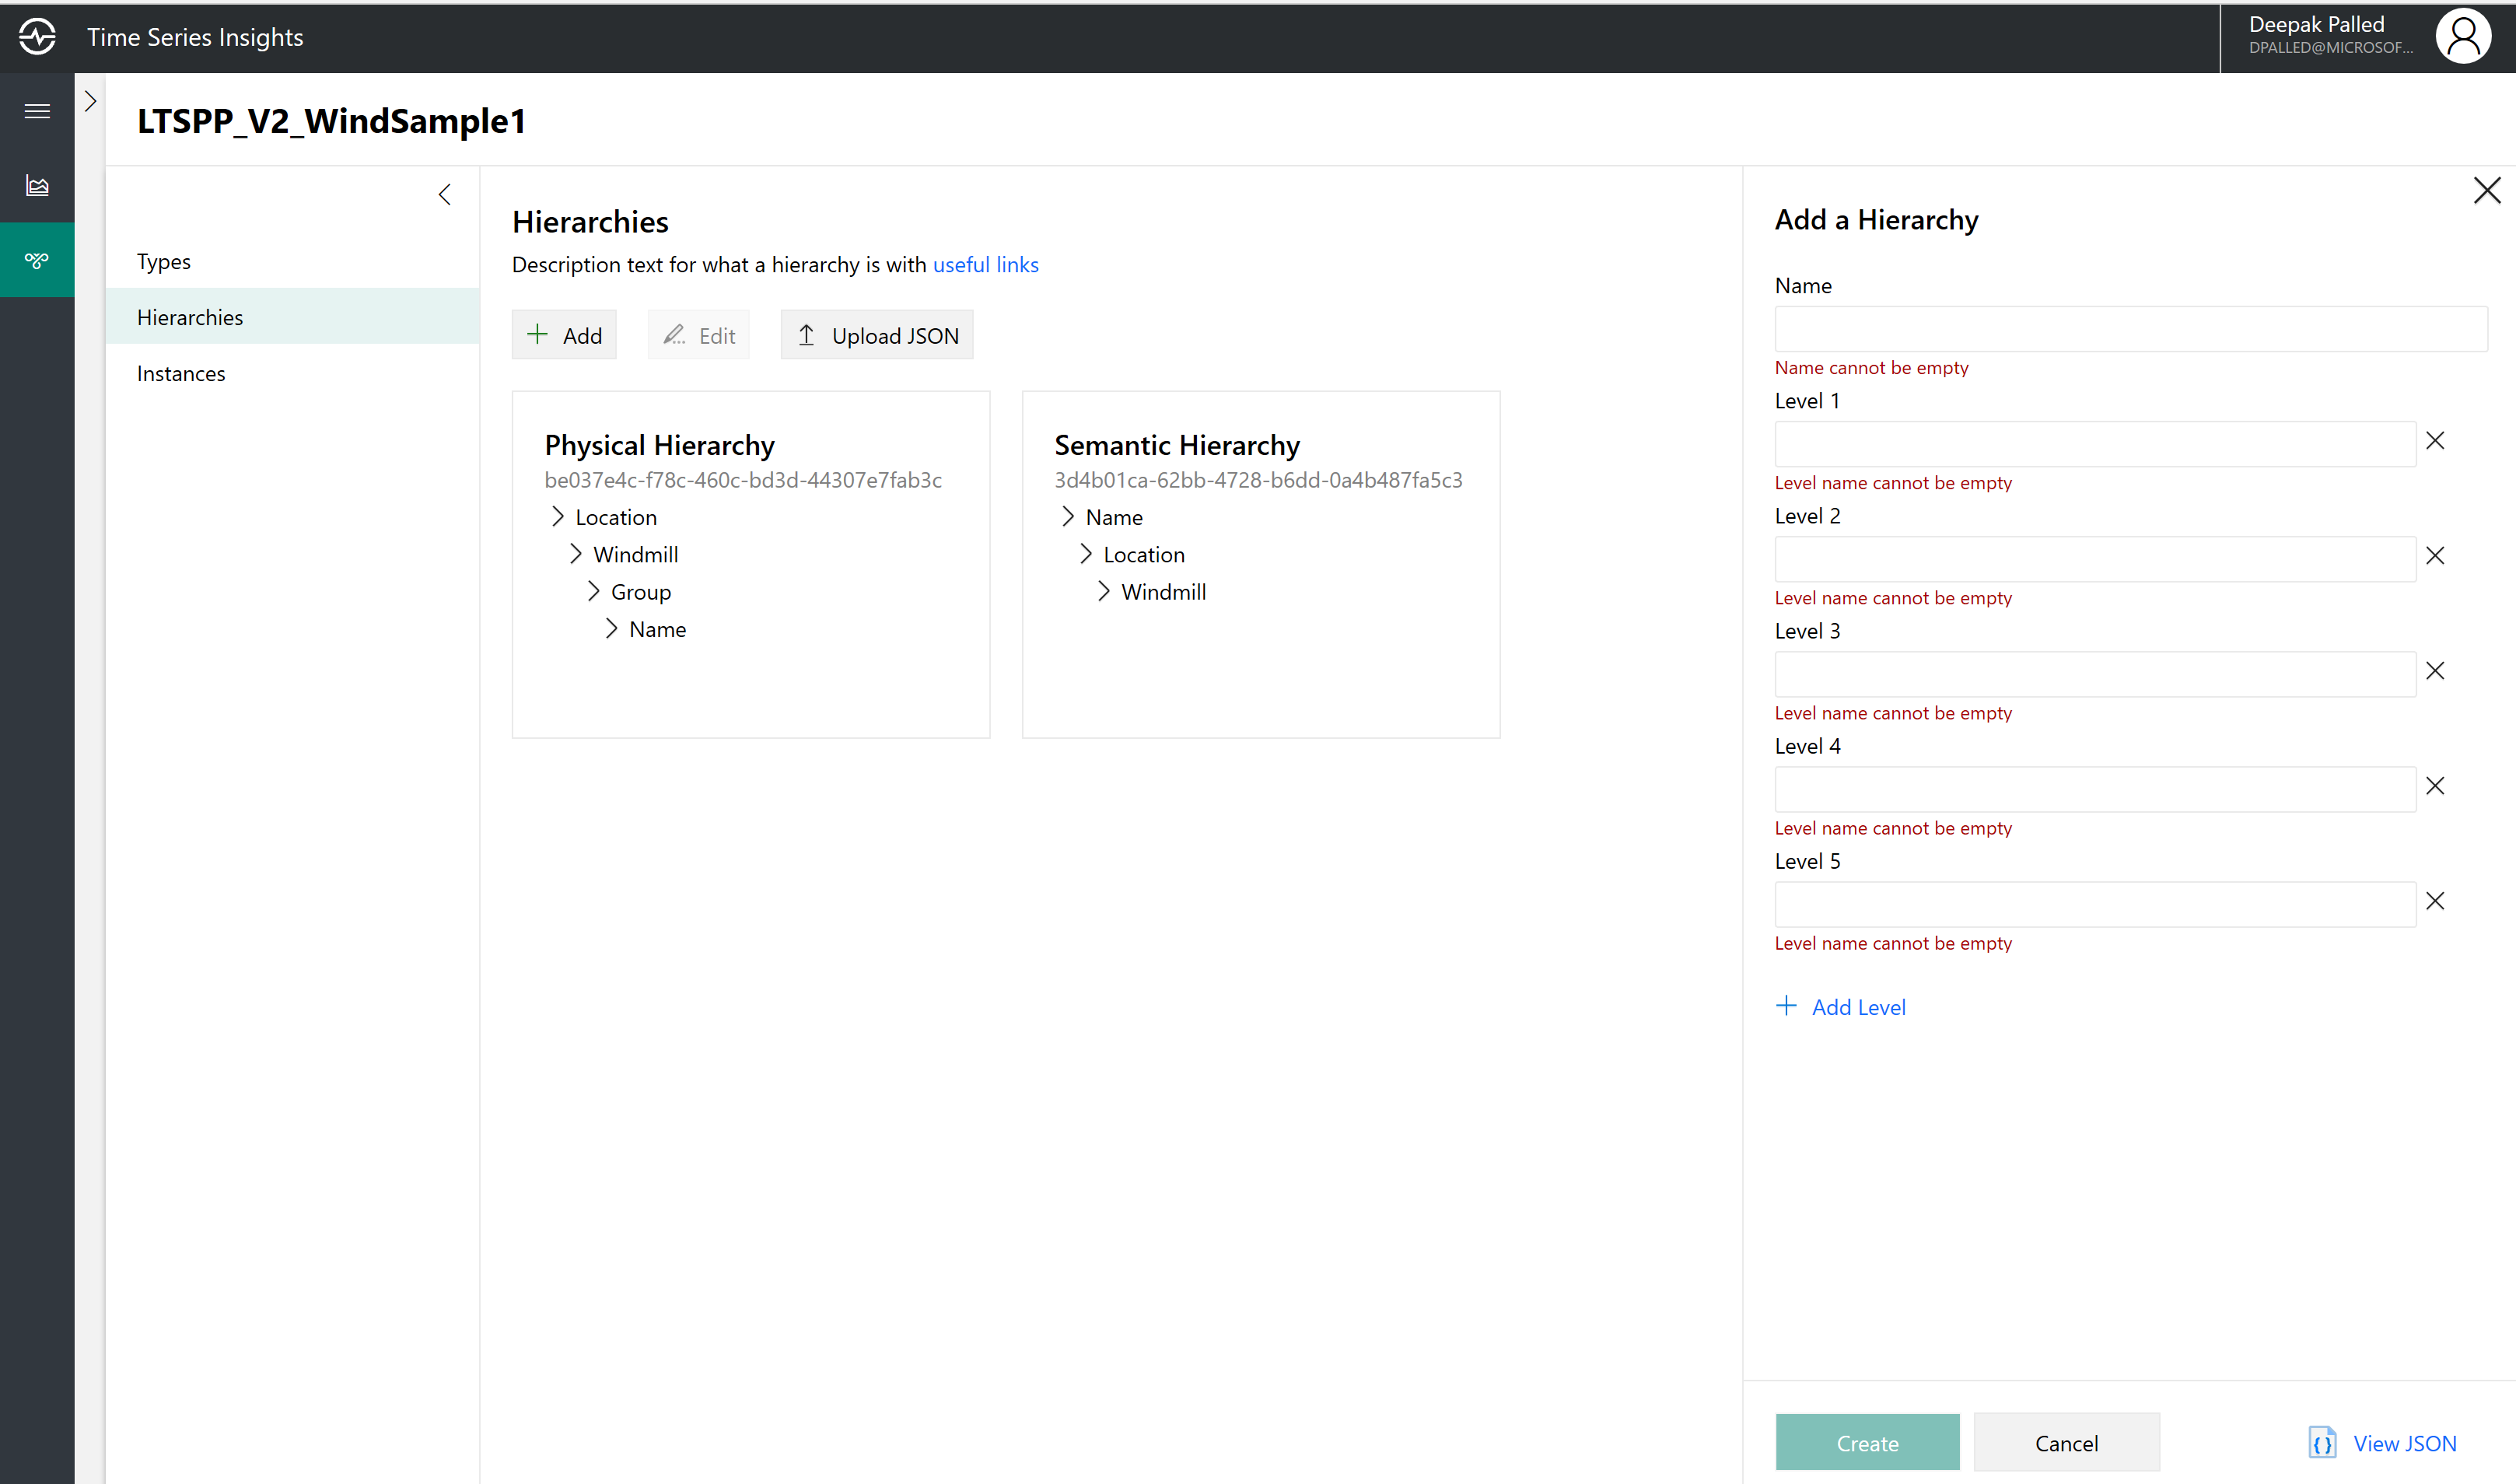 Time Series Insights
Deepak Palled
DPALLED@MICROSOF...
LTSPP_V2_WindSample1
Types
Hierarchies
Instances
Hierarchies
Description text for what a hierarchy is with useful links
Add
Edit
Upload JSON
Physical Hierarchy
be037e4c-f78c-460c-bd3d-44307e7fab3c
Location
Windmill
Group
Name
Semantic Hierarchy
3d4b01ca-62bb-4728-b6dd-0a4b487fa5c3
Name
Location
Windmill
Add a Hierarchy
Name
Name cannot be empty
Level 1
Level name cannot be empty
Level 2
Level name cannot be empty
Level 3
Level name cannot be empty
Level 4
Level name cannot be empty
Level 5
Level name cannot be empty
Add Level
Create
Cancel
View JSON